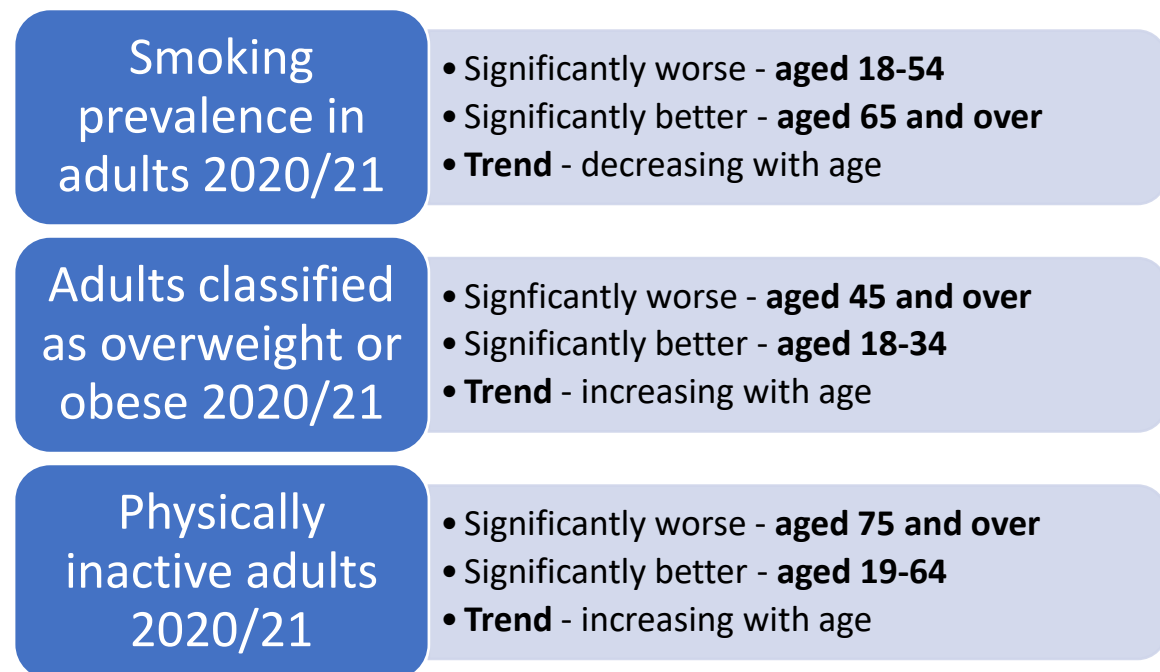 Smoking
prevalence in
adults 2020/21
• Significantly worse - aged 18-54
• Significantly better - aged 65 and over
• Trend - decreasing with age
Adults classified
as overweight or
obese 2020/21
• Signficantly worse - aged 45 and over
• Significantly better - aged 18-34
• Trend - increasing with age
Physically
inactive adults
2020/21
• Significantly worse - aged 75 and over
• Significantly better - aged 19-64
• Trend - increasing with age